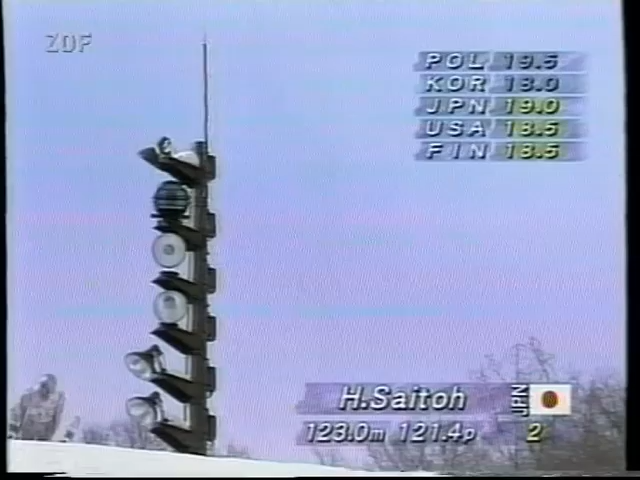 ZDF
POL 19.5
KOR 18.0
JPN 19.0
USA 18.5
FIN 18.5
H.Saitoh JPN
123.0m 121.4p 2